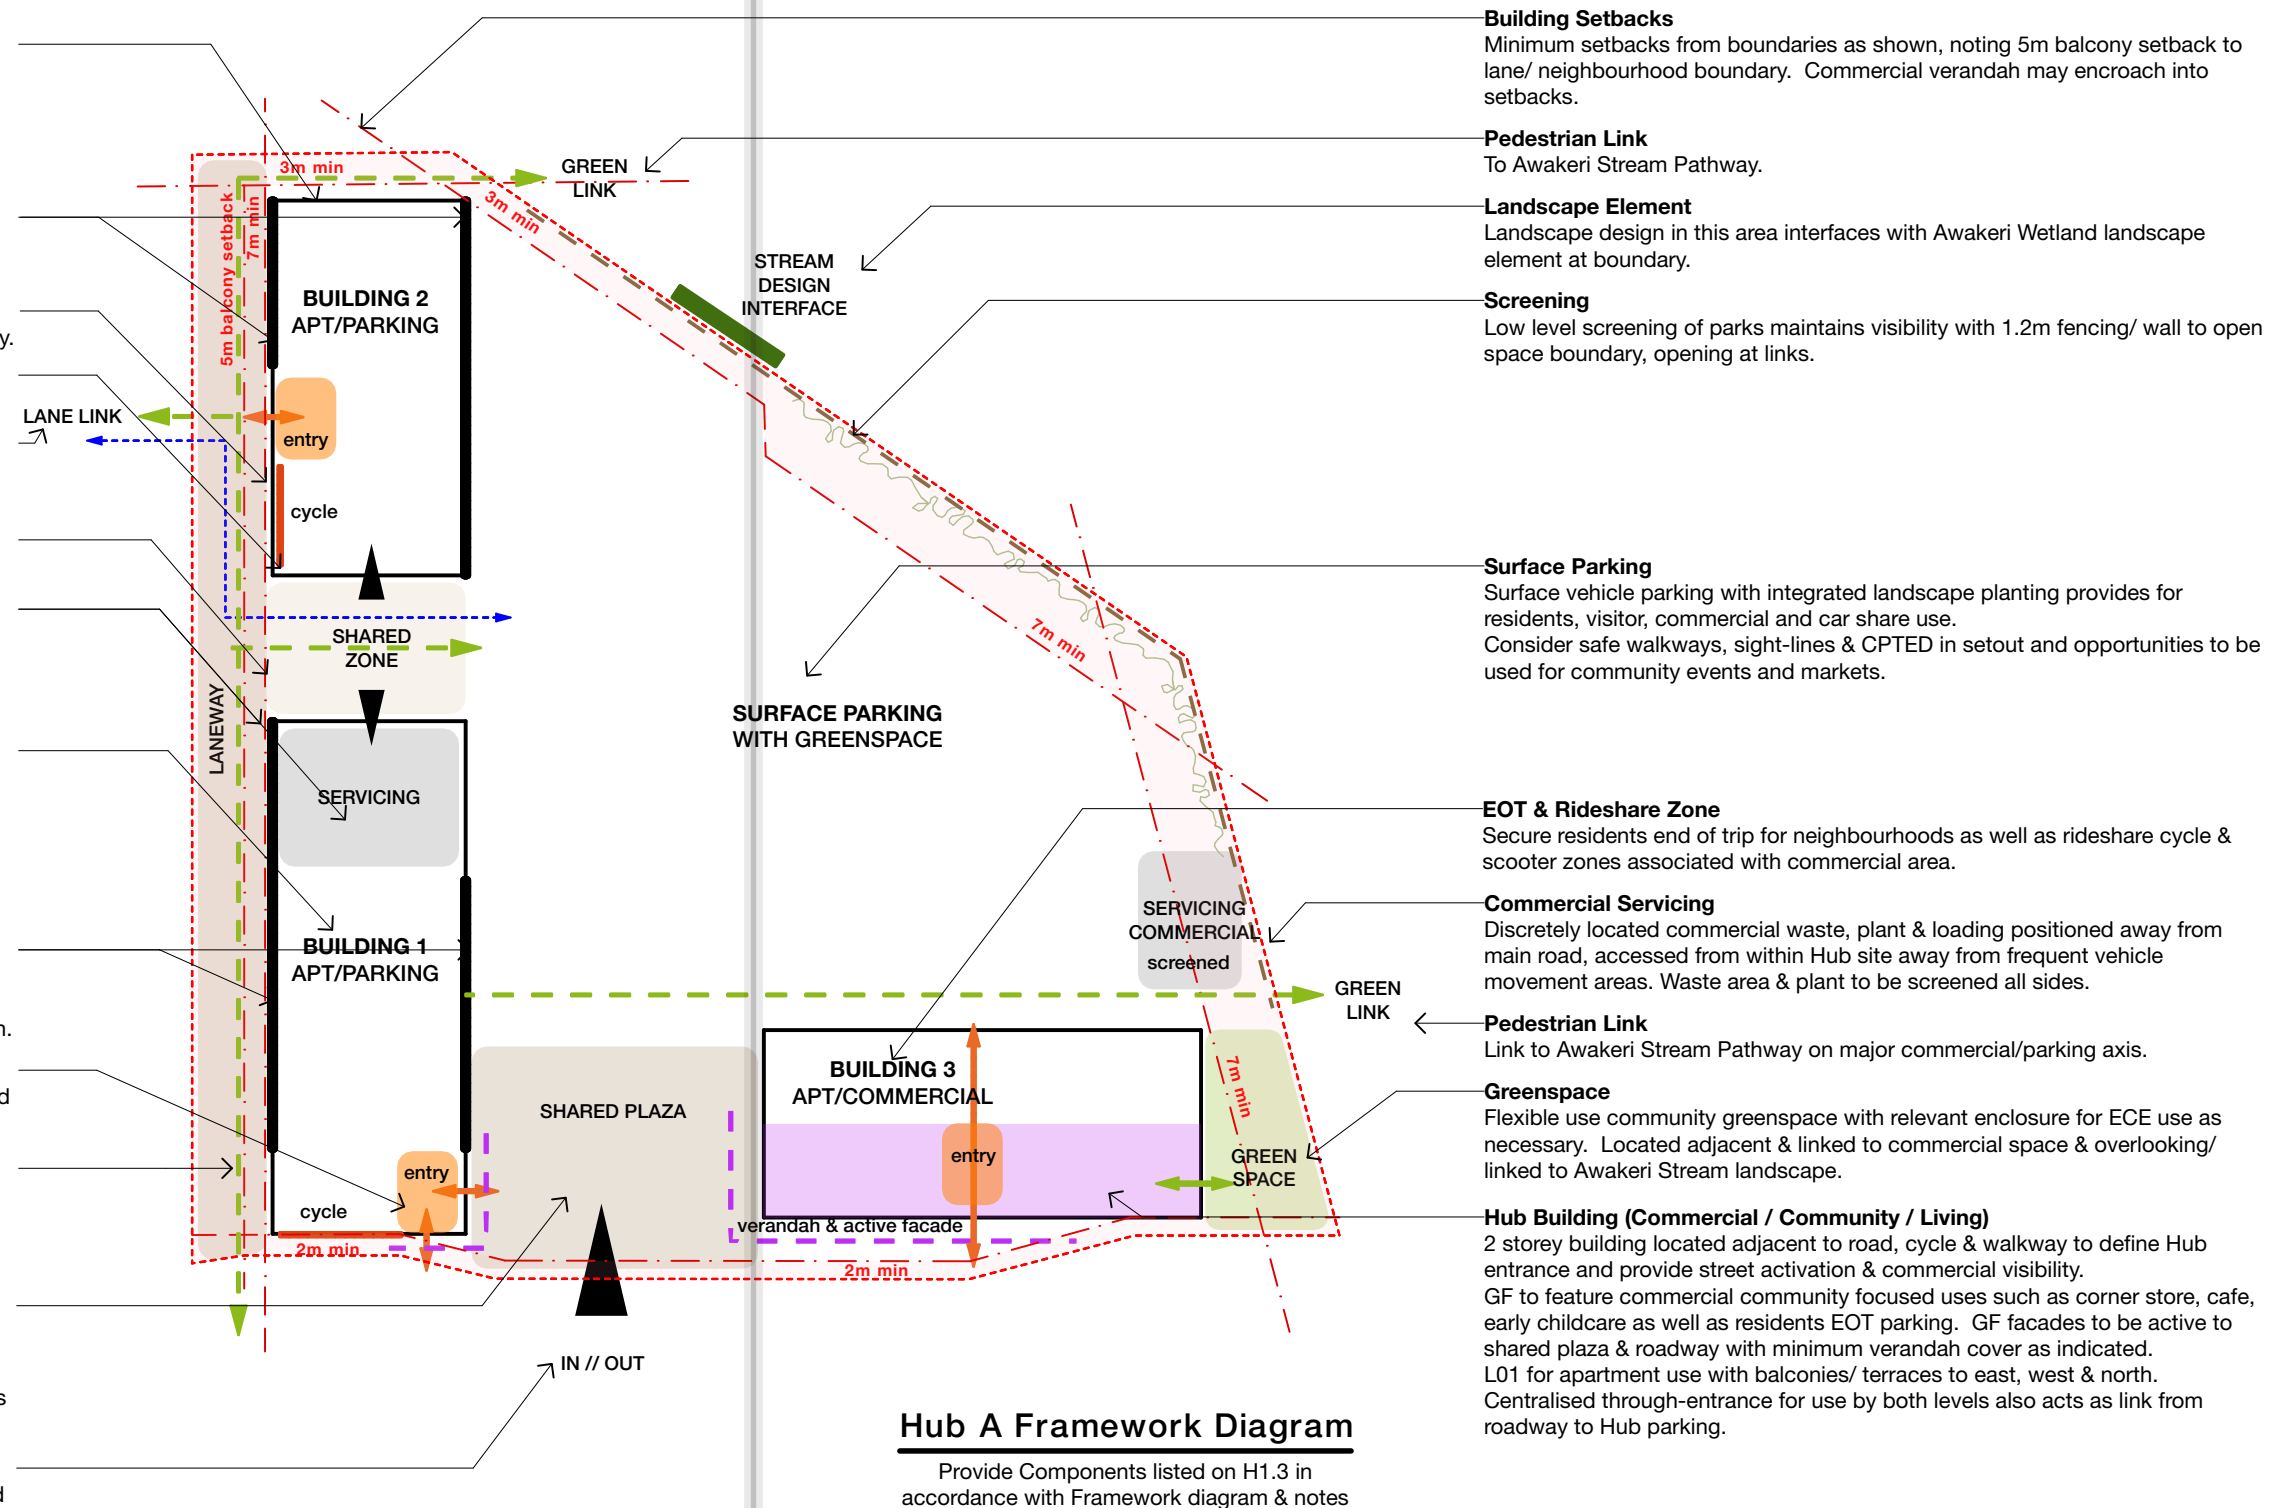 3m min
GREEN
LINK
3m min
5m balcony setback
7m min
STREAM
DESIGN
INTERFACE
BUILDING 2
APT/PARKING
y.
LANE LINK
entry
cycle
SHARED
ZONE
7m min
LANEWAY
SURFACE PARKING
WITH GREENSPACE
SERVICING
SERVICING
COMMERCIAL
screened
BUILDING 1
APT/PARKING
GREEN
LINK
n.
BUILDING 3
APT/COMMERCIAL
7m min
d
SHARED PLAZA
entry
entry
GREEN
SPACE
cycle
verandah & active facade
2m min
2m min
IN // OUT
s
d
Building Setbacks
Minimum setbacks from boundaries as shown, noting 5m balcony setback to
lane/ neighbourhood boundary.  Commercial verandah may encroach into
setbacks.
Pedestrian Link
To Awakeri Stream Pathway.
Landscape Element
Landscape design in this area interfaces with Awakeri Wetland landscape
element at boundary.
Screening
Low level screening of parks maintains visibility with 1.2m fencing/ wall to open
space boundary, opening at links.
Surface Parking
Surface vehicle parking with integrated landscape planting provides for
residents, visitor, commercial and car share use.
Consider safe walkways, sight-lines & CPTED in setout and opportunities to be
used for community events and markets.
EOT & Rideshare Zone
Secure residents end of trip for neighbourhoods as well as rideshare cycle &
scooter zones associated with commercial area.
Commercial Servicing
Discretely located commercial waste, plant & loading positioned away from
main road, accessed from within Hub site away from frequent vehicle
movement areas. Waste area & plant to be screened all sides.
Pedestrian Link
Link to Awakeri Stream Pathway on major commercial/parking axis.
Greenspace
Flexible use community greenspace with relevant enclosure for ECE use as
necessary.  Located adjacent & linked to commercial space & overlooking/
linked to Awakeri Stream landscape.
Hub Building (Commercial / Community / Living)
2 storey building located adjacent to road, cycle & walkway to define Hub
entrance and provide street activation & commercial visibility.
GF to feature commercial community focused uses such as corner store, cafe,
early childcare as well as residents EOT parking.  GF facades to be active to
shared plaza & roadway with minimum verandah cover as indicated.
L01 for apartment use with balconies/ terraces to east, west & north.
Centralised through-entrance for use by both levels also acts as link from
roadway to Hub parking.
Hub A Framework Diagram
Provide Components listed on H1.3 in
accordance with Framework diagram & notes